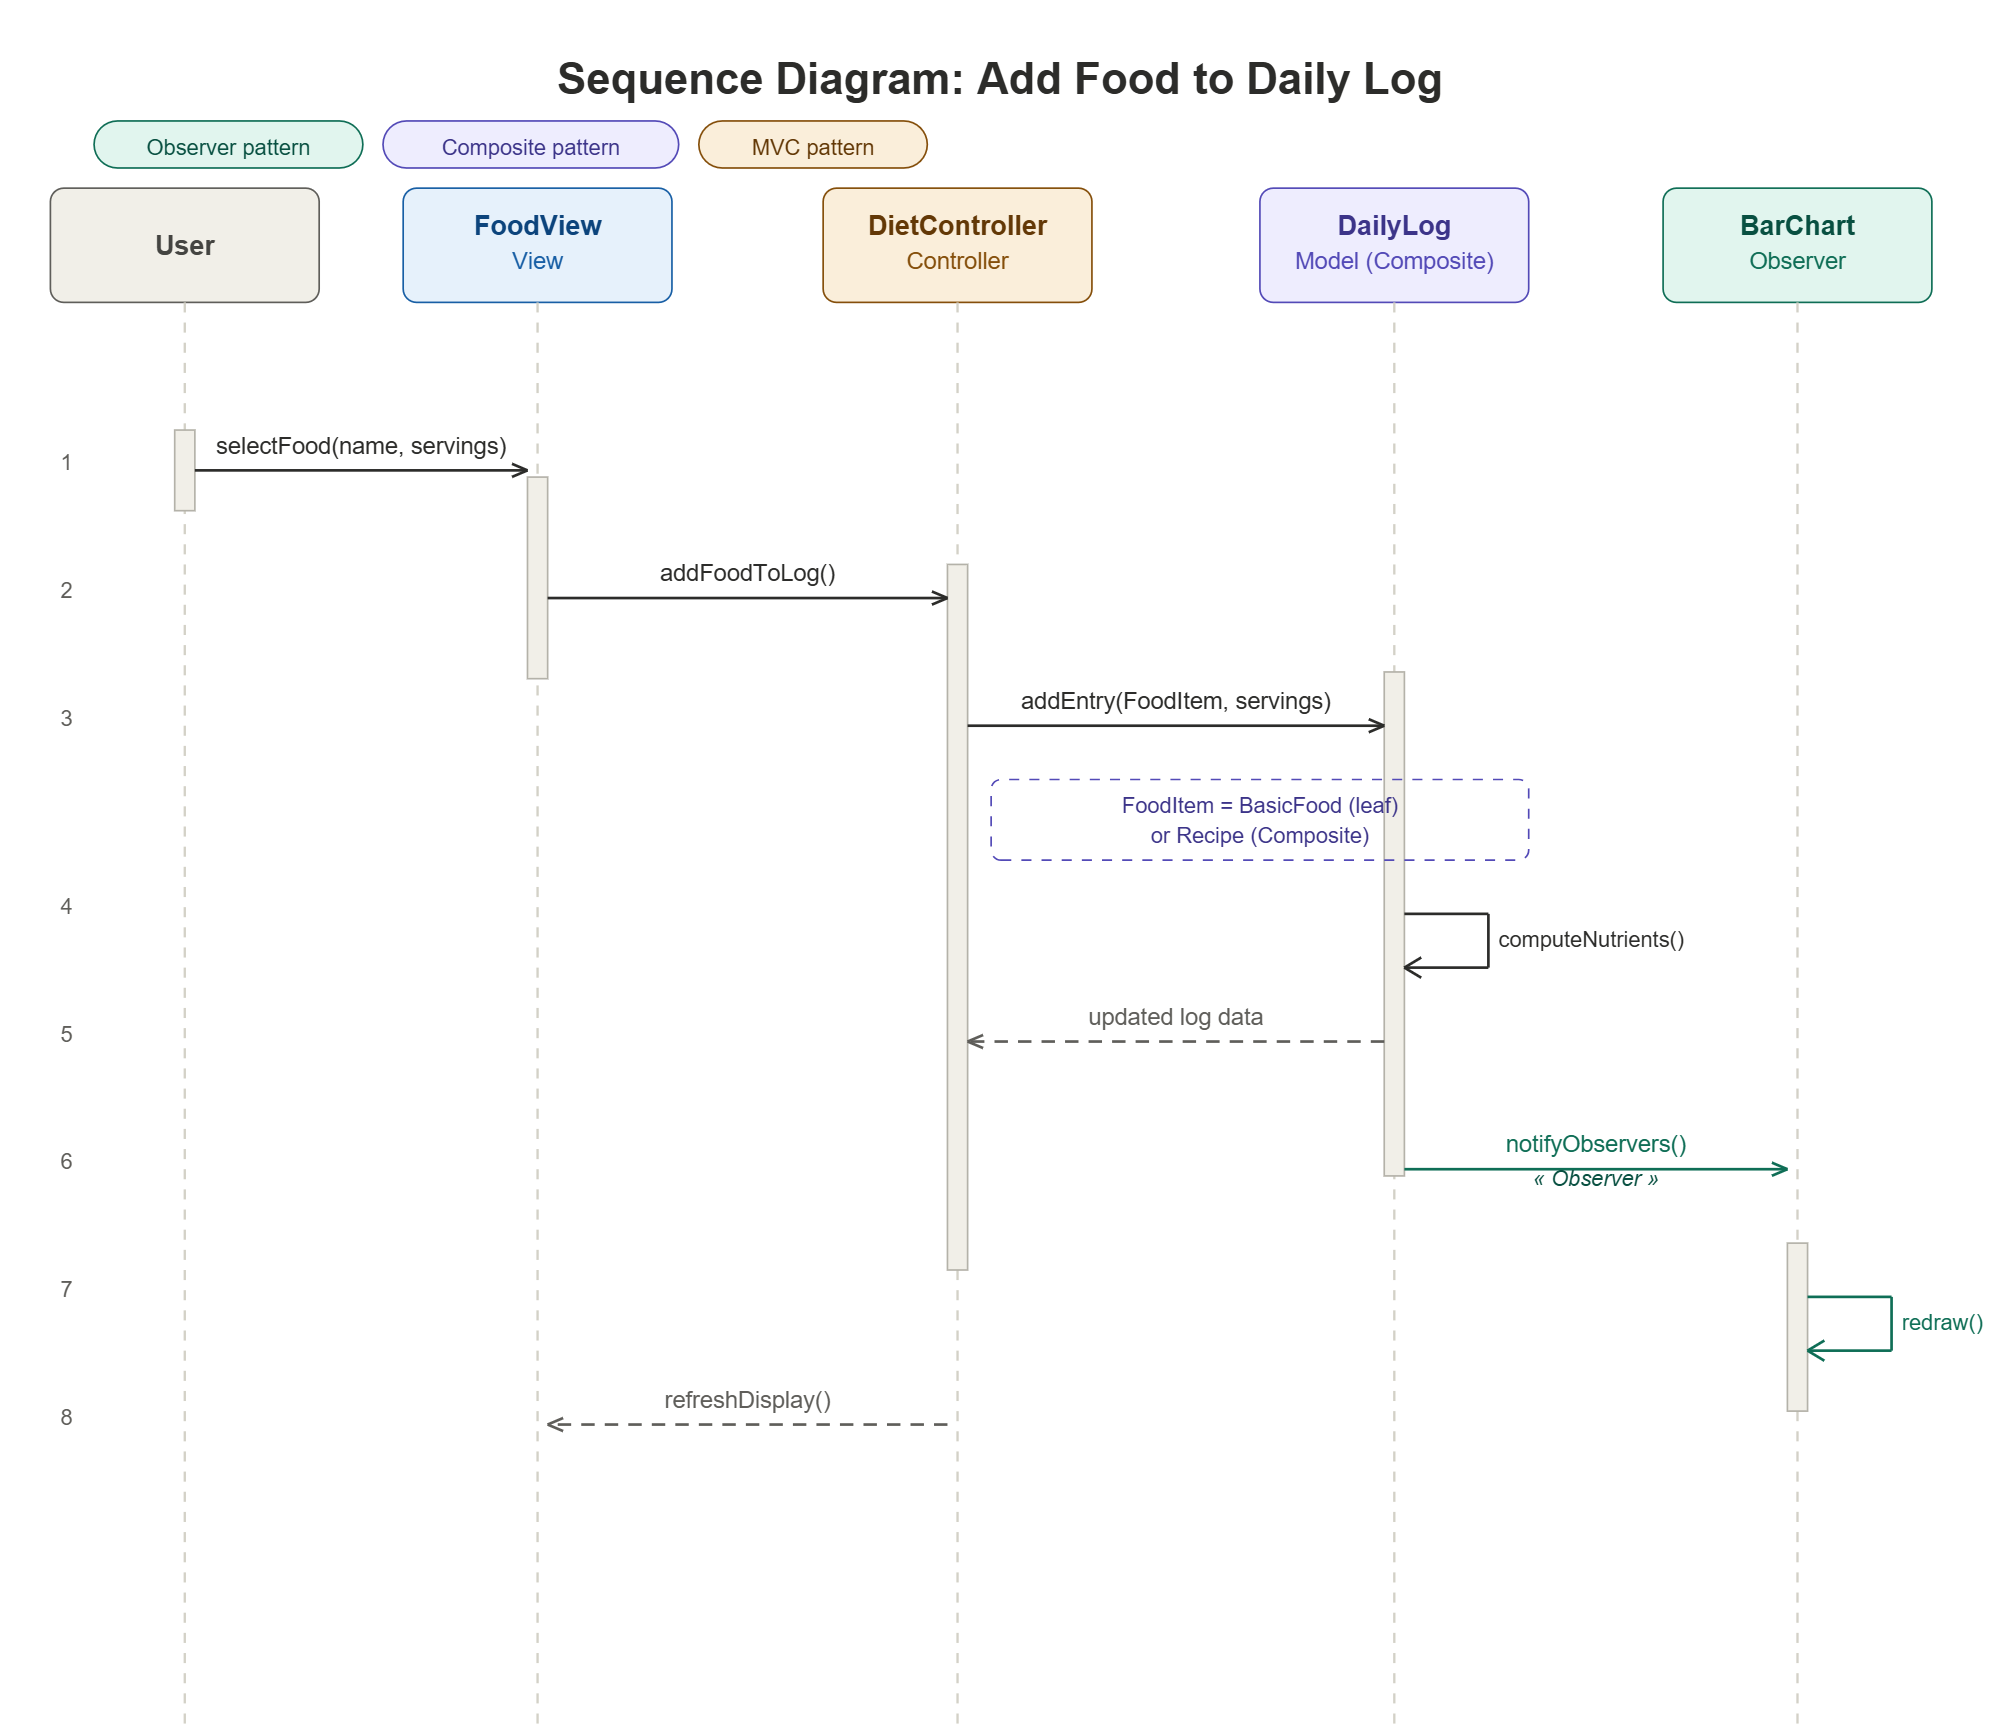 Sequence Diagram: Add Food to Daily Log
Observer pattern
Composite pattern
MVC pattern
User
FoodView
View
DietController
Controller
DailyLog
Model (Composite)
BarChart
Observer
1
selectFood(name, servings)
2
addFoodToLog()
3
addEntry(FoodItem, servings)
FoodItem = BasicFood (leaf)
or Recipe (Composite)
4
computeNutrients()
5
updated log data
6
notifyObservers()
« Observer »
7
redraw()
8
refreshDisplay()